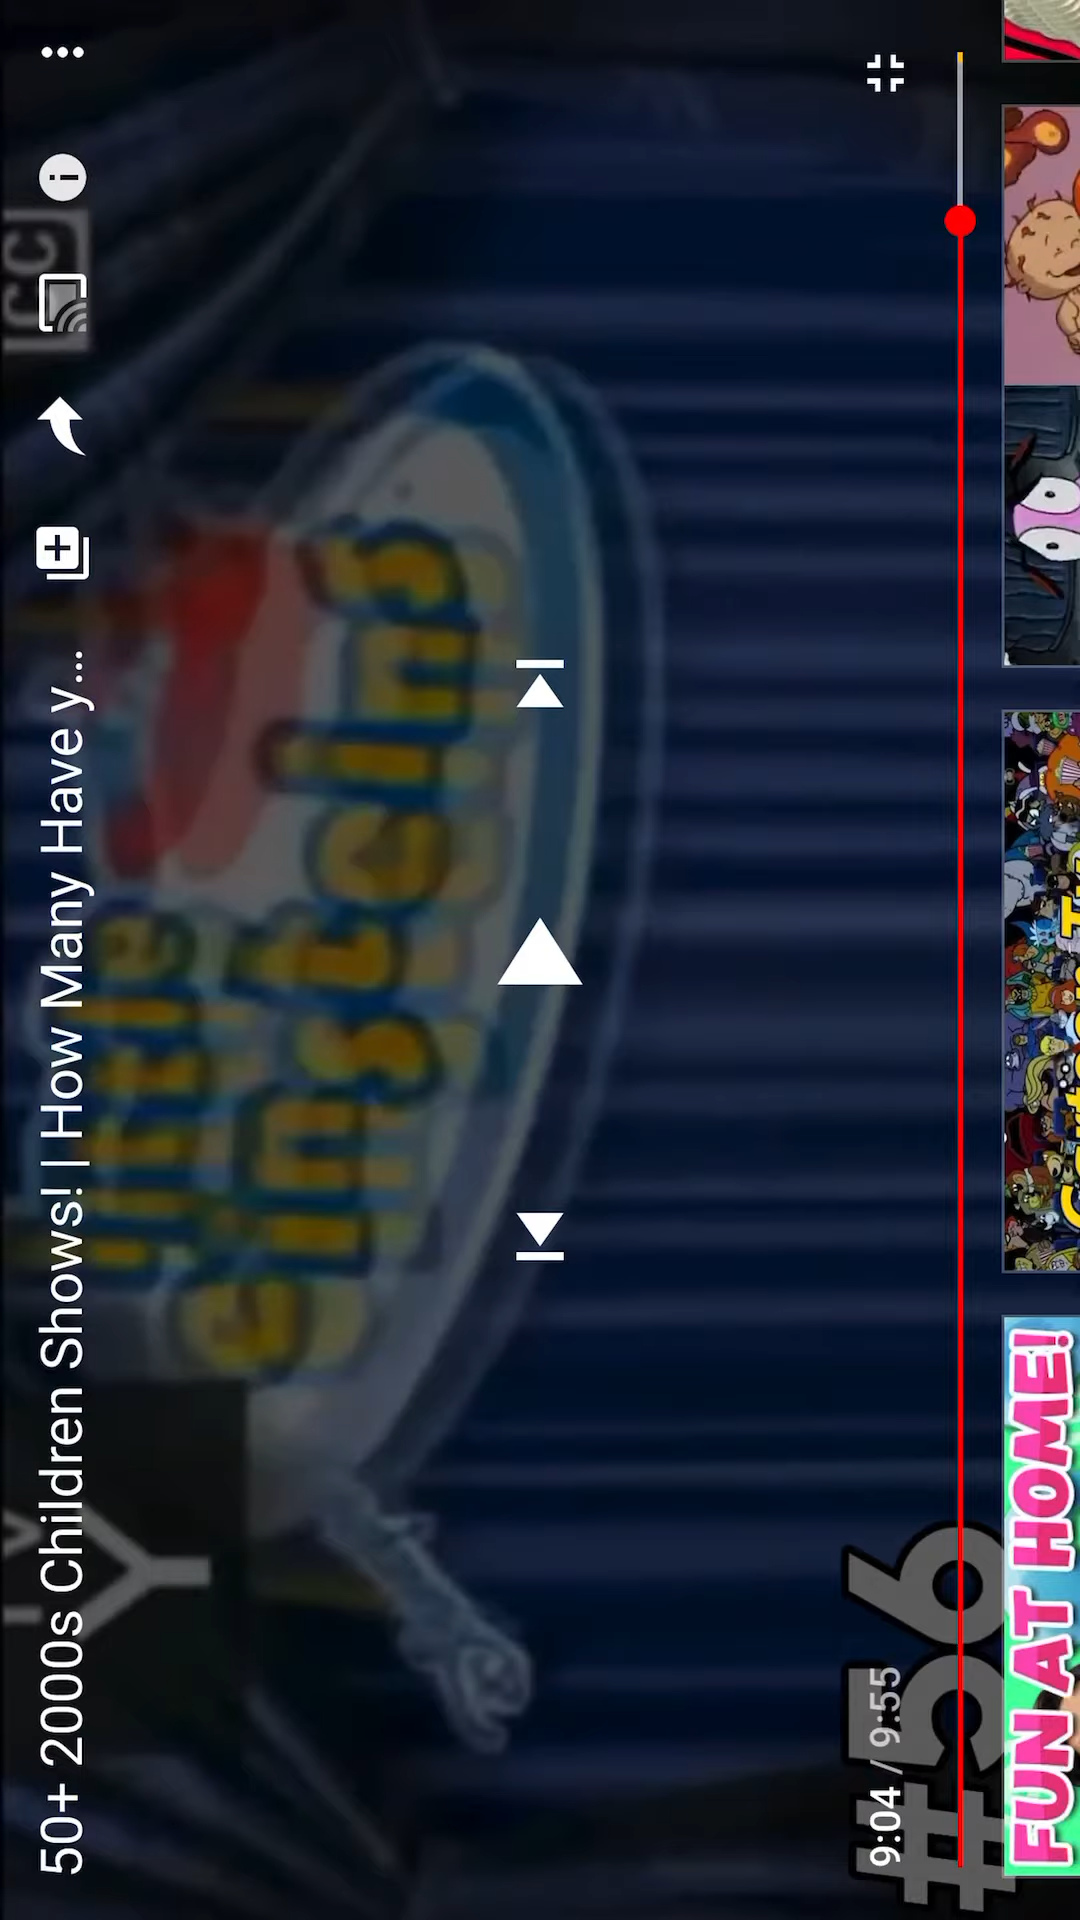 50+ 2000s Children Shows! | How Many Have y...
CC
Y
little
einsteins
#56
9:04 / 9:55
FUN AT HOME!